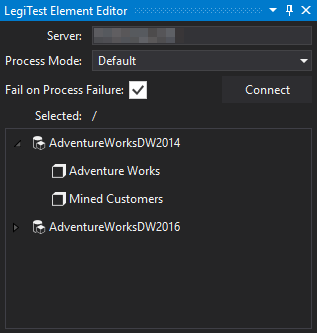 LegiTest Element Editor
Server:
Process Mode: Default
Fail on Process Failure: Connect
Selected: /
AdventureWorksDW2014
Adventure Works
Mined Customers
AdventureWorksDW2016